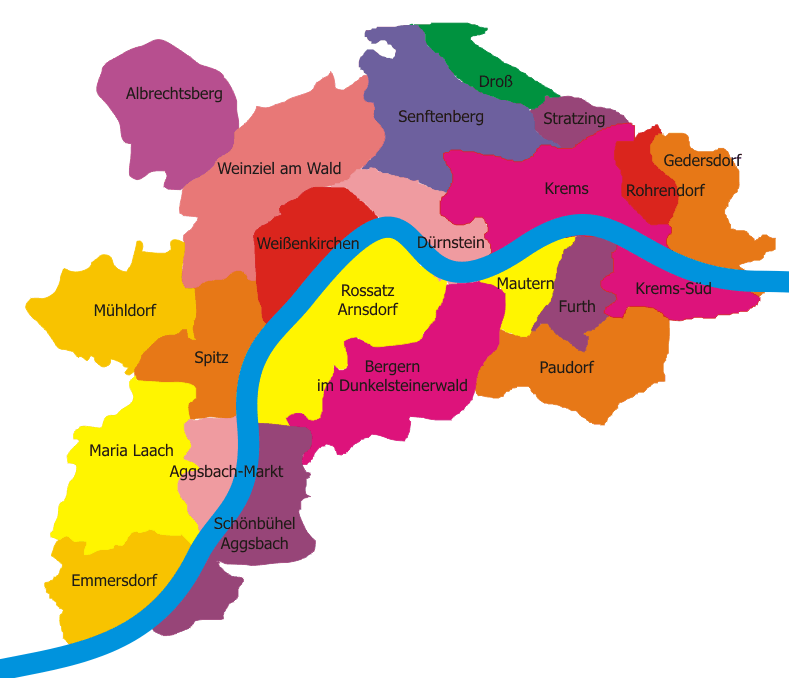 Droß
Albrechtsberg
Senftenberg
Stratzing
Gedersdorf
Weinziel am Wald
Krems
Rohrendorf
Weißenkirchen
Dürnstein
Mautern
Krems-Süd
Rossatz
Arnsdorf
Furth
Mühldorf
Spitz
Bergern
im Dunkelsteinerwald
Paudorf
Maria Laach
Aggsbach-Markt
Schönbühel
Aggsbach
Emmersdorf